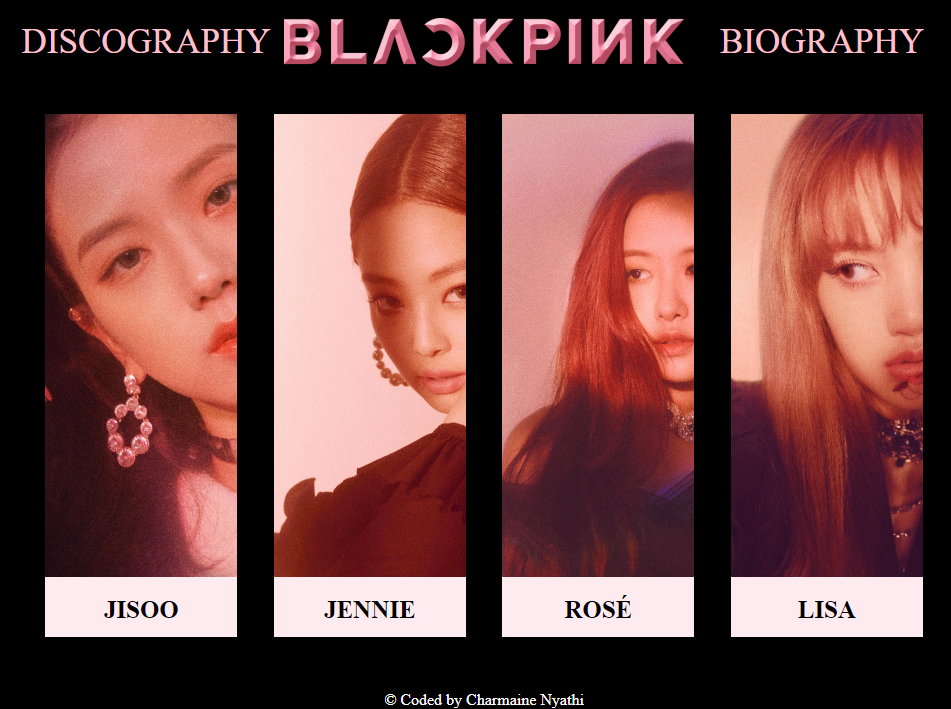 DISCOGRAPHY BLACKPINK BIOGRAPHY
JISOO JENNIE ROSÉ LISA
© Coded by Charmaine Nyathi